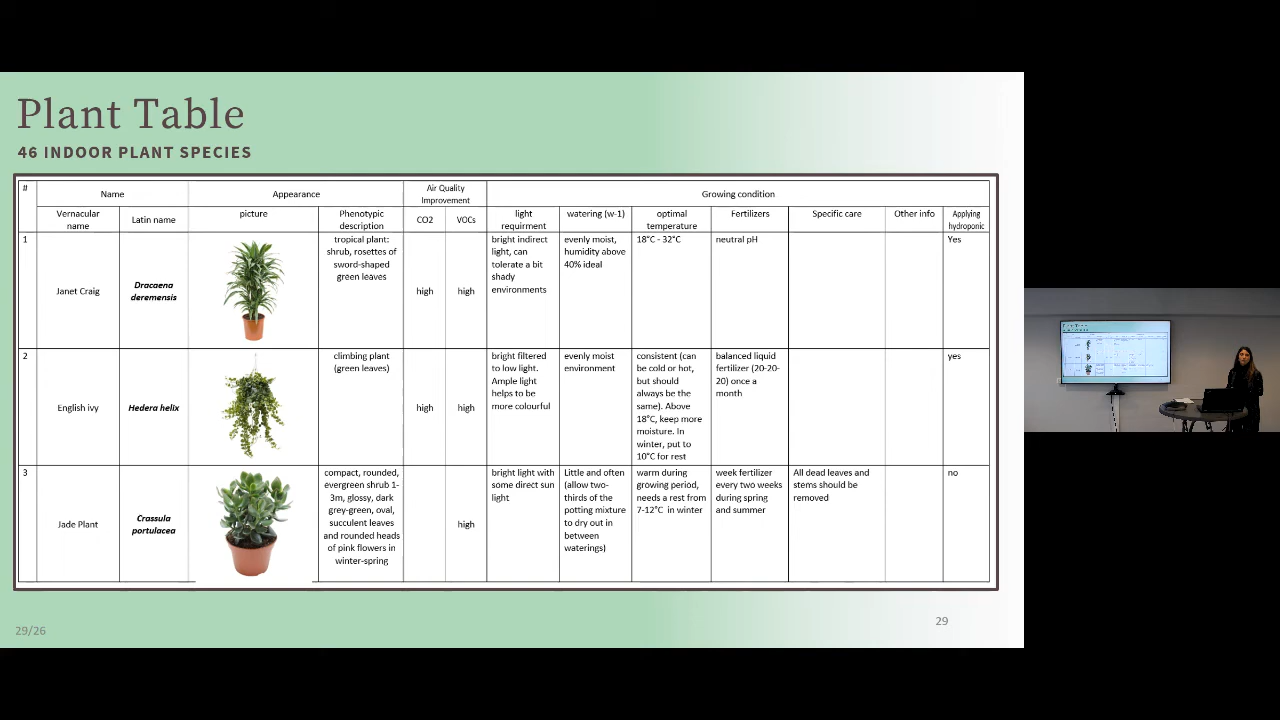 Plant Table
46 INDOOR PLANT SPECIES
#
Name
Appearance
Air Quality
Improvement
Growing condition
Vernacular
name
Latin name
picture
Phenotypic
description
CO2
VOCs
light
requirment
watering (w-1)
optimal
temperature
Fertilizers
Specific care
Other info
Applying
hydroponic
1
Janet Craig
Dracaena
deremensis
tropical plant:
shrub, rosettes of
sword-shaped
green leaves
high
high
bright indirect
light, can
tolerate a bit
shady
environments
evenly moist,
humidity above
40% ideal
18°C - 32°C
neutral pH
Yes
2
English ivy
Hedera helix
climbing plant
(green leaves)
high
high
bright filtered
to low light.
Ample light
helps to be
more colourful
evenly moist
environment
consistent (can
be cold or hot,
but should
always be the
same). Above
18°C, keep more
moisture. In
winter, put to
10°C for rest
balanced liquid
fertilizer (20-20-
20) once a
month
yes
3
Jade Plant
Crassula
portulacea
compact, rounded,
evergreen shrub 1-
3m, glossy, dark
grey-green, oval,
succulent leaves
and rounded heads
of pink flowers in
winter-spring
high
bright light with
some direct sun
light
Little and often
(allow two-
thirds of the
potting mixture
to dry out in
between
waterings)
warm during
growing period,
needs a rest from
7-12°C in winter
week fertilizer
every two weeks
during spring
and summer
All dead leaves and
stems should be
removed
no
29/26
29
Plant Table